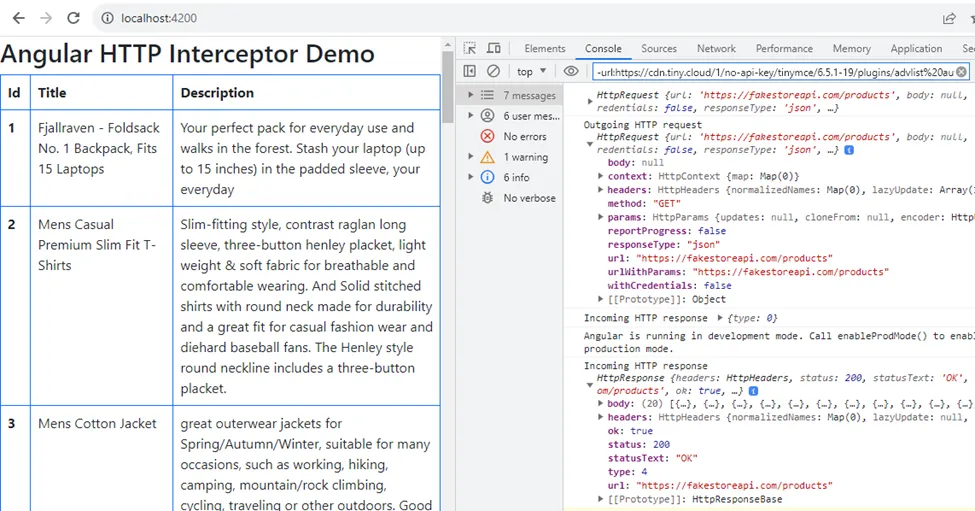 localhost:4200
Angular HTTP Interceptor Demo
Id Title Description
1 Fjallraven - Foldsack No. 1 Backpack, Fits 15 Laptops
Your perfect pack for everyday use and
walks in the forest. Stash your laptop (up
to 15 inches) in the padded sleeve, your
everyday
2 Mens Casual
Premium Slim Fit T-
Shirts
Slim-fitting style, contrast raglan long
sleeve, three-button henley placket, light
weight & soft fabric for breathable and
comfortable wearing. And Solid stitched
shirts with round neck made for durability
and a great fit for casual fashion wear and
diehard baseball fans. The Henley style
round neckline includes a three-button
placket.
3 Mens Cotton Jacket
great outerwear jackets for
Spring/Autumn/Winter, suitable for many
occasions, such as working, hiking,
camping, mountain/rock climbing,
cycling, traveling or other outdoors. Good
Elements Console Sources Network Performance Memory Application Se
top -url:https://cdn.tiny.cloud/1/no-api-key/tinymce/6.5.1-19/plugins/advlist%20au
7 messages
6 user mes...
No errors
1 warning
6 info
No verbose
HttpRequest {url: 'https://fakestoreapi.com/products', body: null,
redentials: false, responseType: 'json', …}
Outgoing HTTP request
HttpRequest {url: 'https://fakestoreapi.com/products', body: null,
redentials: false, responseType: 'json', …}
body: null
context: HttpContext {map: Map(0)}
headers: HttpHeaders {normalizedNames: Map(0), lazyUpdate: Array(
method: "GET"
params: HttpParams {updates: null, cloneFrom: null, encoder: Http
reportProgress: false
responseType: "json"
url: "https://fakestoreapi.com/products"
urlWithParams: "https://fakestoreapi.com/products"
withCredentials: false
[[Prototype]]: Object
Incoming HTTP response {type: 0}
Angular is running in development mode. Call enableProdMode() to enabl
production mode.
Incoming HTTP response
HttpResponse {headers: HttpHeaders, status: 200, statusText: 'OK',
om/products', ok: true, …}
body: (20) [{…}, {…}, {…}, {…}, {…}, {…}, {…}, {…}, {…}, {…},
headers: HttpHeaders {normalizedNames: Map(0), lazyUpdate: null,
ok: true
status: 200
statusText: "OK"
type: 4
url: "https://fakestoreapi.com/products"
[[Prototype]]: HttpResponseBase